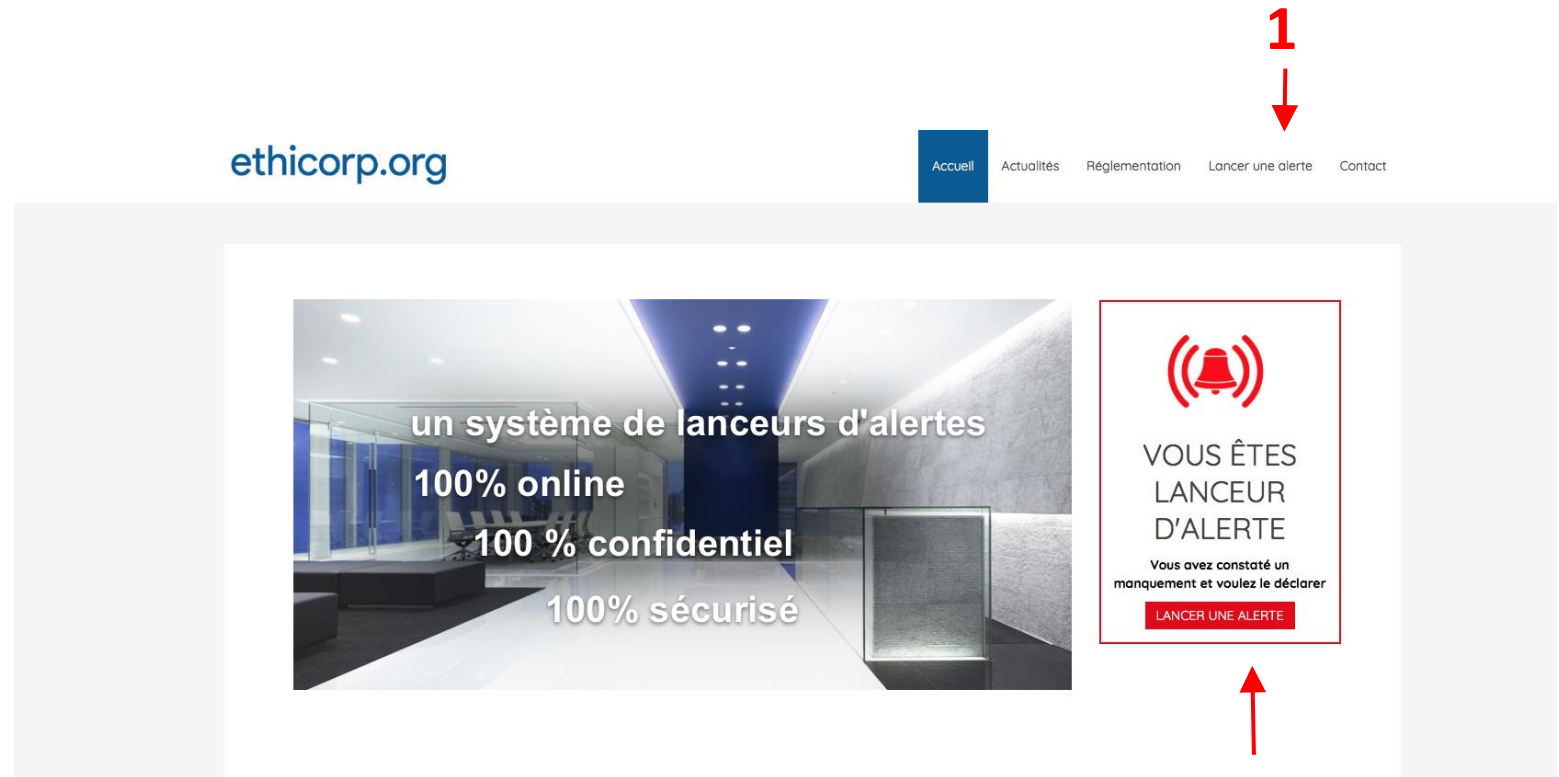 1
ethicorp.org
Accueil Actualités Réglementation Lancer une alerte Contact
un système de lanceurs d'alertes
100% online
100 % confidentiel
100% sécurisé
VOUS ÊTES
LANCEUR
D'ALERTE
Vous avez constaté un
manquement et voulez le déclarer
LANCER UNE ALERTE